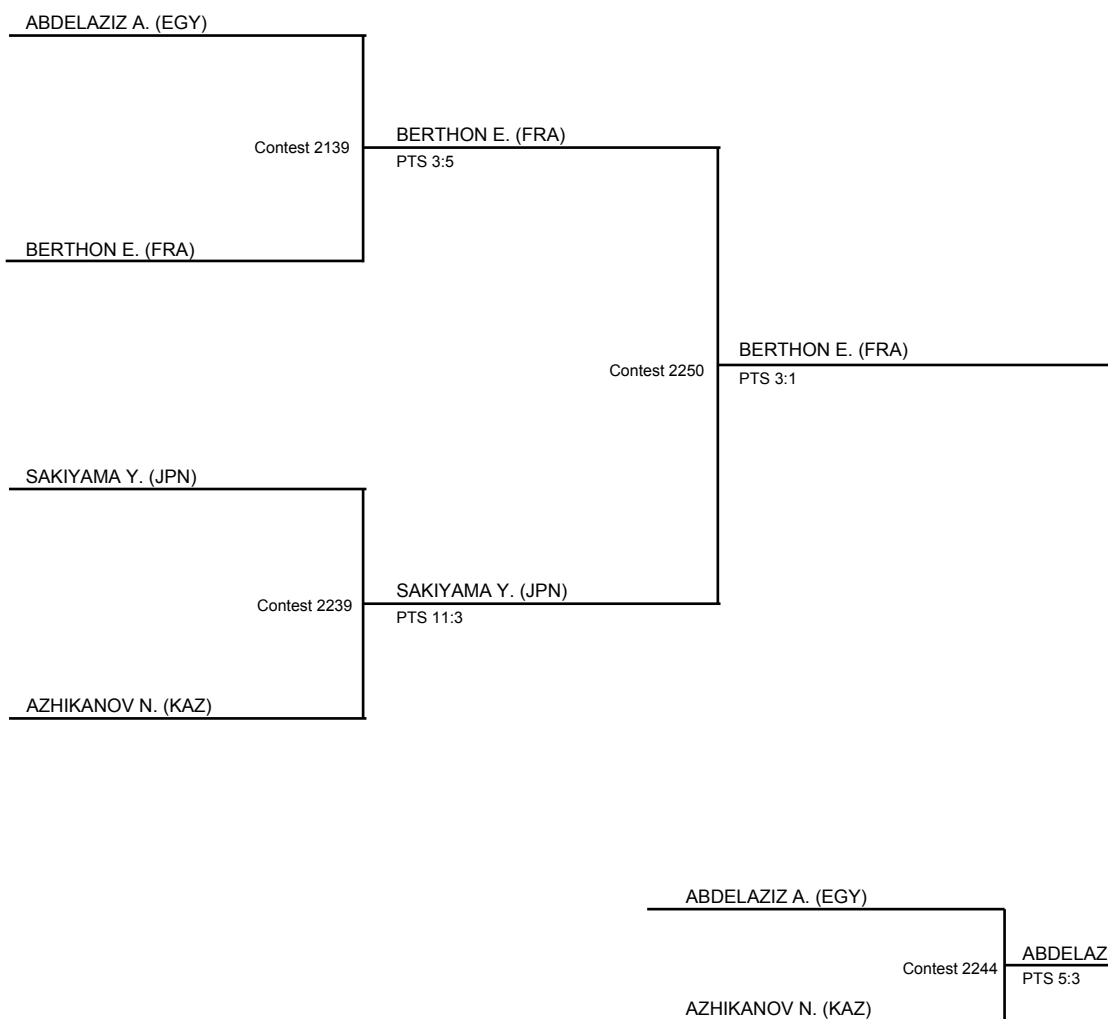 ABDELAZIZ A. (EGY)
BERTHON E. (FRA)
Contest 2139
PTS 3:5
BERTHON E. (FRA)
BERTHON E. (FRA)
Contest 2250
PTS 3:1
SAKIYAMA Y. (JPN)
SAKIYAMA Y. (JPN)
Contest 2239
PTS 11:3
AZHIKANOV N. (KAZ)
ABDELAZIZ A. (EGY)
ABDELAZ
Contest 2244
PTS 5:3
AZHIKANOV N. (KAZ)